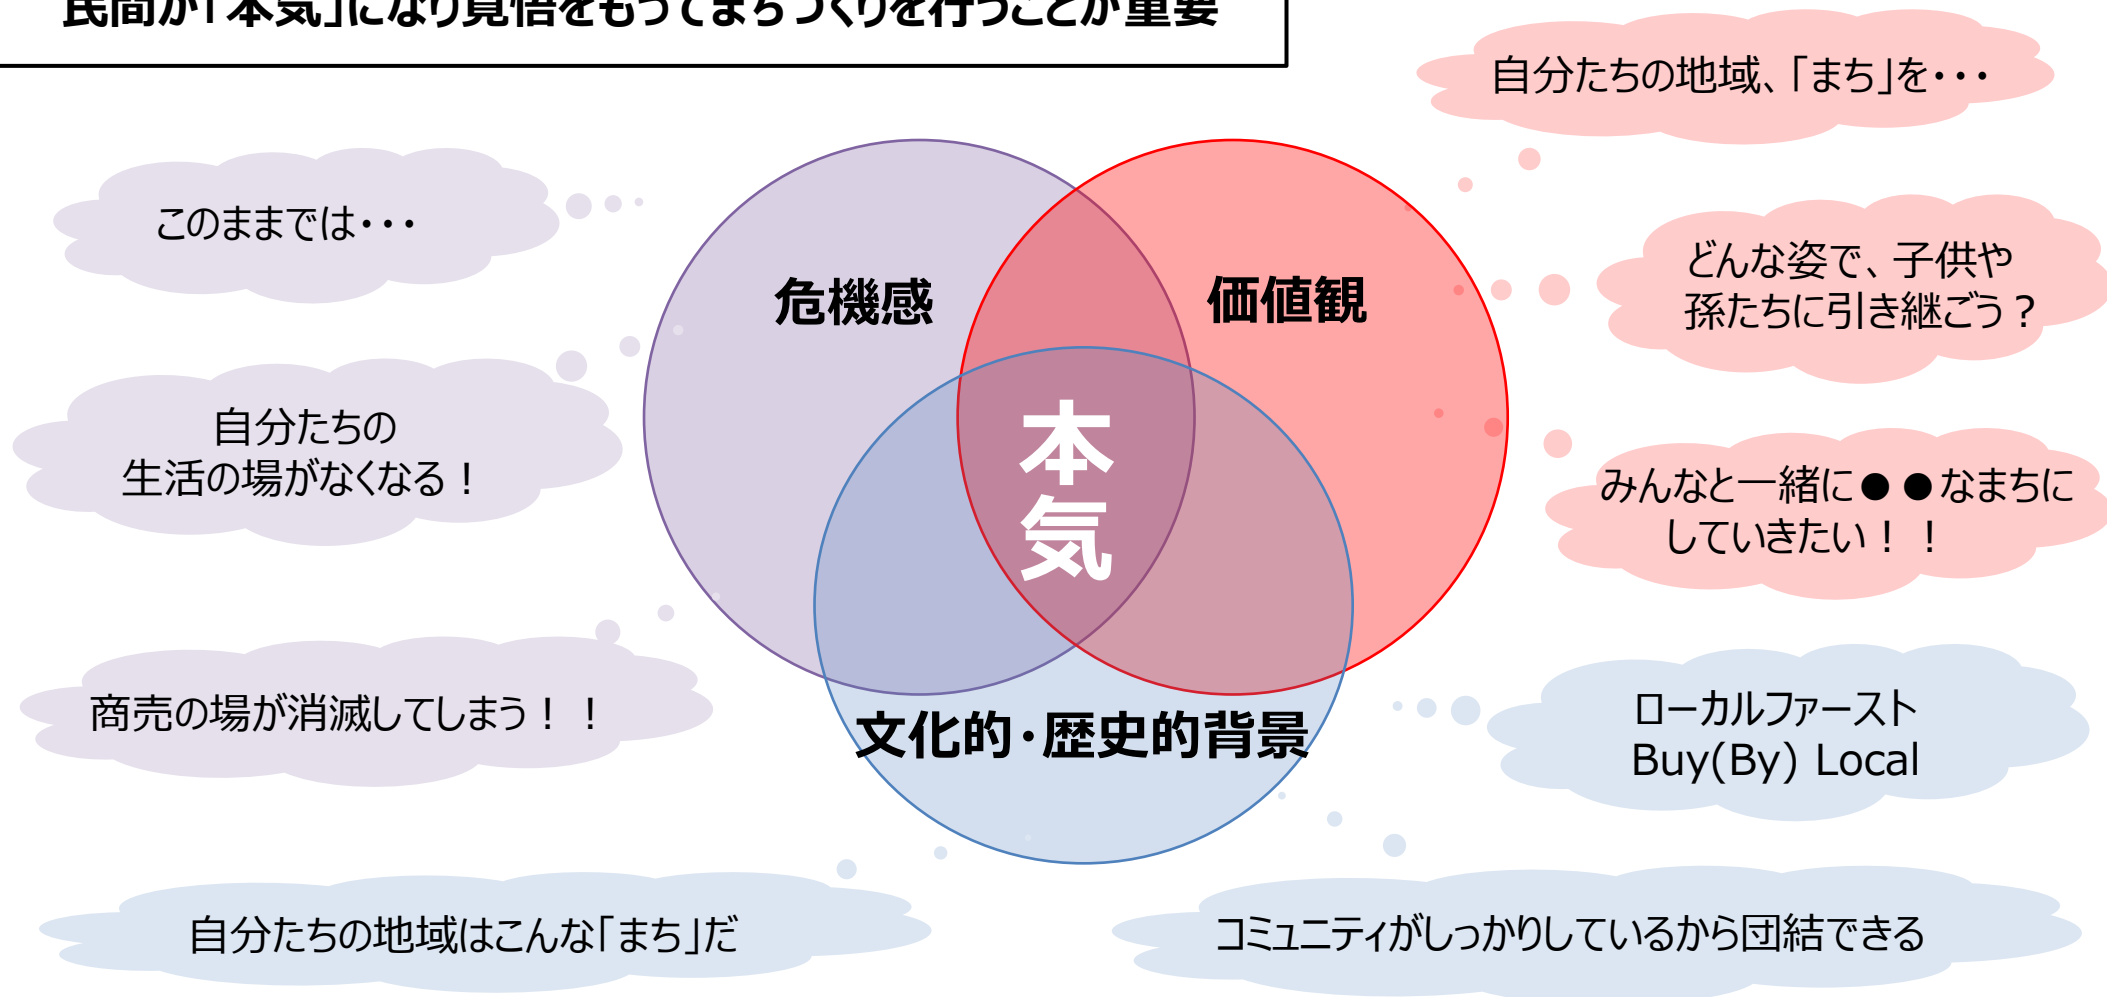 民間が「本気」になり覚悟をもってまちづくりを行うことが重要
自分たちの地域、「まち」を・・・
このままでは・・・
どんな姿で、子供や
孫たちに引き継ごう？
危機感
価値観
自分たちの
生活の場がなくなる！
本
気
みんなと一緒に●●なまちに
していきたい！！
商売の場が消滅してしまう！！
文化的・歴史的背景
ローカルファースト
Buy(By) Local
自分たちの地域はこんな「まち」だ
コミュニティがしっかりしているから団結できる